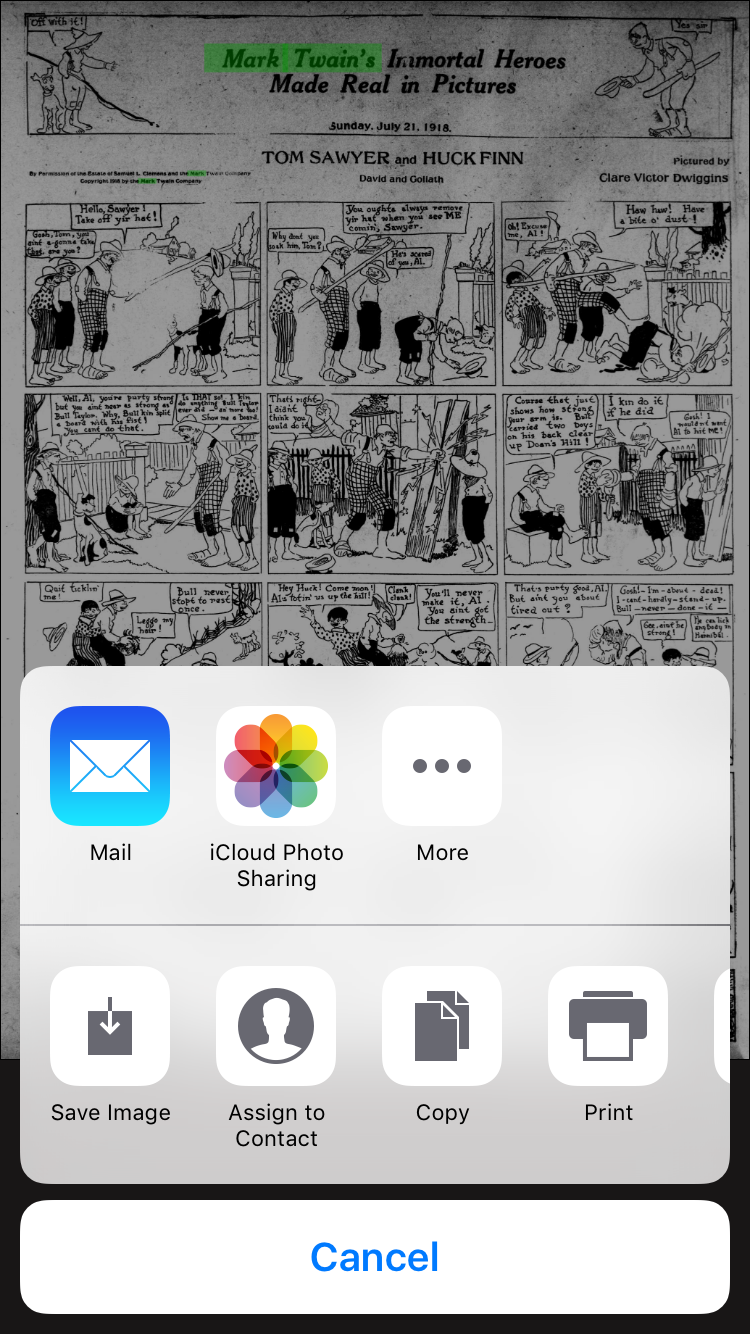 Off with it!
Yes sir
Mark Twain's Immortal Heroes
Made Real in Pictures
Sunday, July 21, 1918.
TOM SAWYER and HUCK FINN
David and Goliath
By Permission of the Estate of Samuel L. Clemens and the Mark Twain Company
Copyright 1918 by the Mark Twain Company
Pictured by
Clare Victor Dwiggins
Hello, Sawyer!
Take off yir hat!
Gosh, Tom, you
aint a-gonna take
that, are you?
You oughta always remove
yir hat when you see ME
comin', Sawyer.
Why dont you
soak him, Tom?
He's scared
of you, Al.
Oh! Excuse
me, Al!
Haw haw! Have
a bite o' dust!
Well, Al, you're purty strong
but you aint near as strong as
Bull Taylor. Why, Bull kin split
a board with his fist!
You cant do that.
Is THAT so! I kin
do anything Bull Taylor
ever did — an' more too!
Show me a board.
That's right—
I didn't
think you
could do it
Course that just
shows how strong
your arm is. Bull
carried two boys
on his back clear
up Doan's Hill!
I kin do it
if he did
Gosh! I
wouldn't want
Al to hit ME!
Quit ticklin'
me!
Leggo my
hair!
Bull never
stopt to rest
once.
Hey Huck! Come mon!
Al's totin' us up the hill!
Clank
clank!
You'll never
make it, Al.
You aint got
the strength—
That's purty good, Al.
But aint you about
tired out?
Gosh!—I'm—about—dead!
I—cant—hardly—stand—up.
Bull—never—done—it—
Gee, aint he
strong!
He can lick
anybody in
Hannibal.
Mail
iCloud Photo
Sharing
More
Save Image
Assign to
Contact
Copy
Print
Cancel